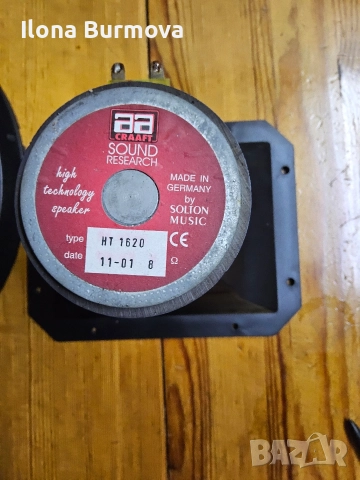 Ilona Burmova
aa
CRAAFT
SOUND
RESEARCH
high
technology
speaker
MADE IN
GERMANY
by
SOLTON
MUSIC
type HT 1620 CE
date 11-01 8 Ω
BAZAR